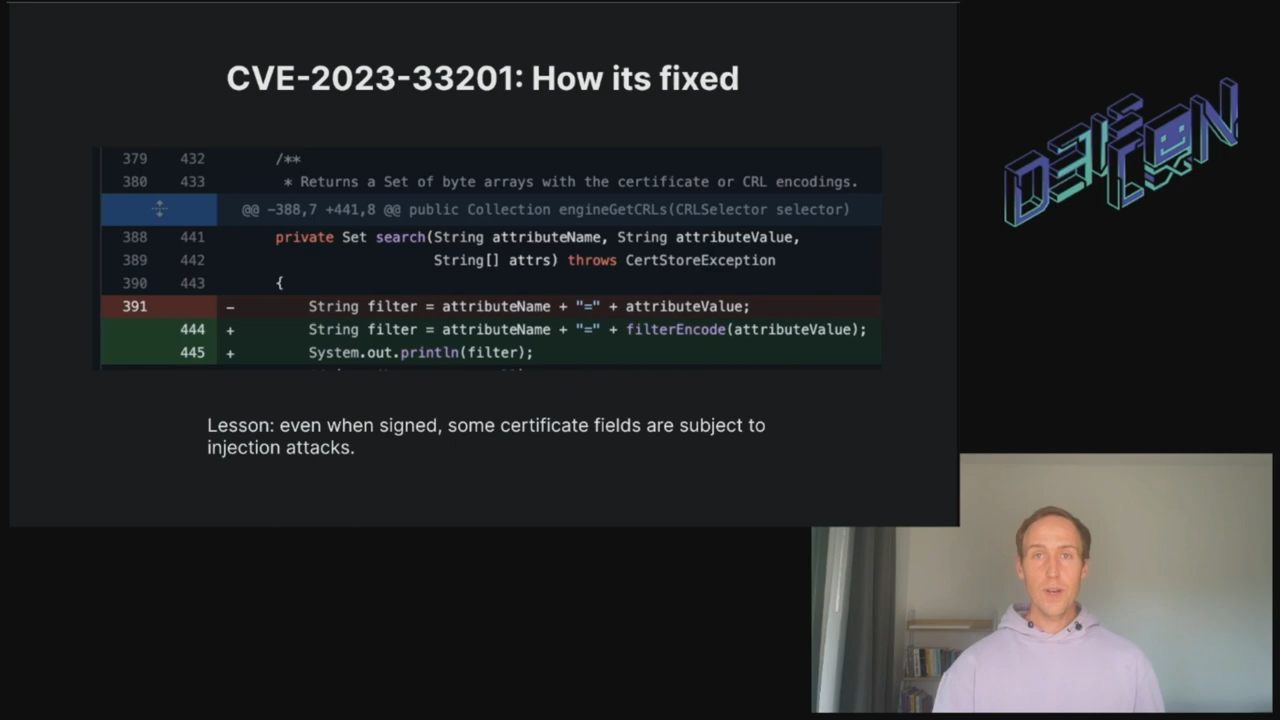 CVE-2023-33201: How its fixed
379 432 /**
380 433 * Returns a Set of byte arrays with the certificate or CRL encodings.
@@ -388,7 +441,8 @@ public Collection engineGetCRLs(CRLSelector selector)
388 441 private Set search(String attributeName, String attributeValue,
389 442 String[] attrs) throws CertStoreException
390 443 {
391 - String filter = attributeName + "=" + attributeValue;
444 + String filter = attributeName + "=" + filterEncode(attributeValue);
445 + System.out.println(filter);
Lesson: even when signed, some certificate fields are subject to
injection attacks.
DEF CON